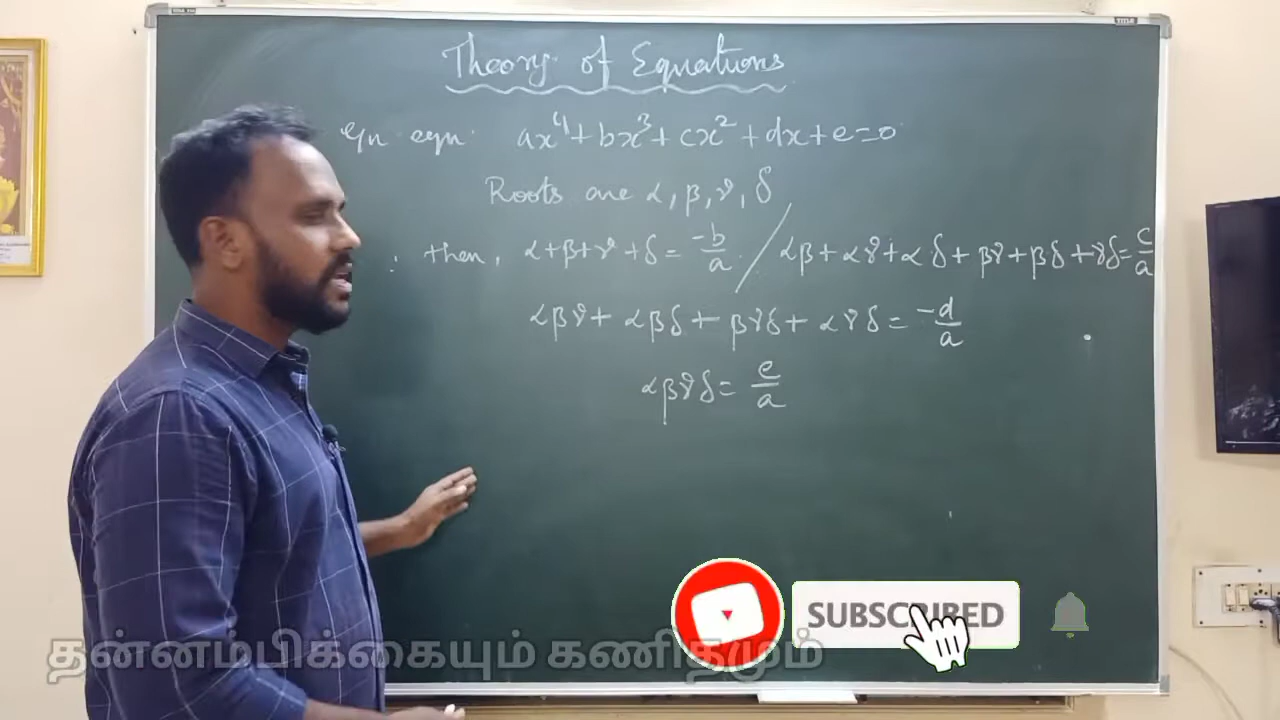 Theory of Equations
Gn eqn. ax⁴+bx³+cx²+dx+e=0
Roots are α, β, γ, δ
then, α+β+γ+δ = -b/a / αβ+αγ+αδ+βγ+βδ+γδ=c/a
αβγ+αβδ+βγδ+αγδ = -d/a
αβγδ = e/a
SUBSCRIBED
தன்னம்பிக்கையும் கணிதமும்